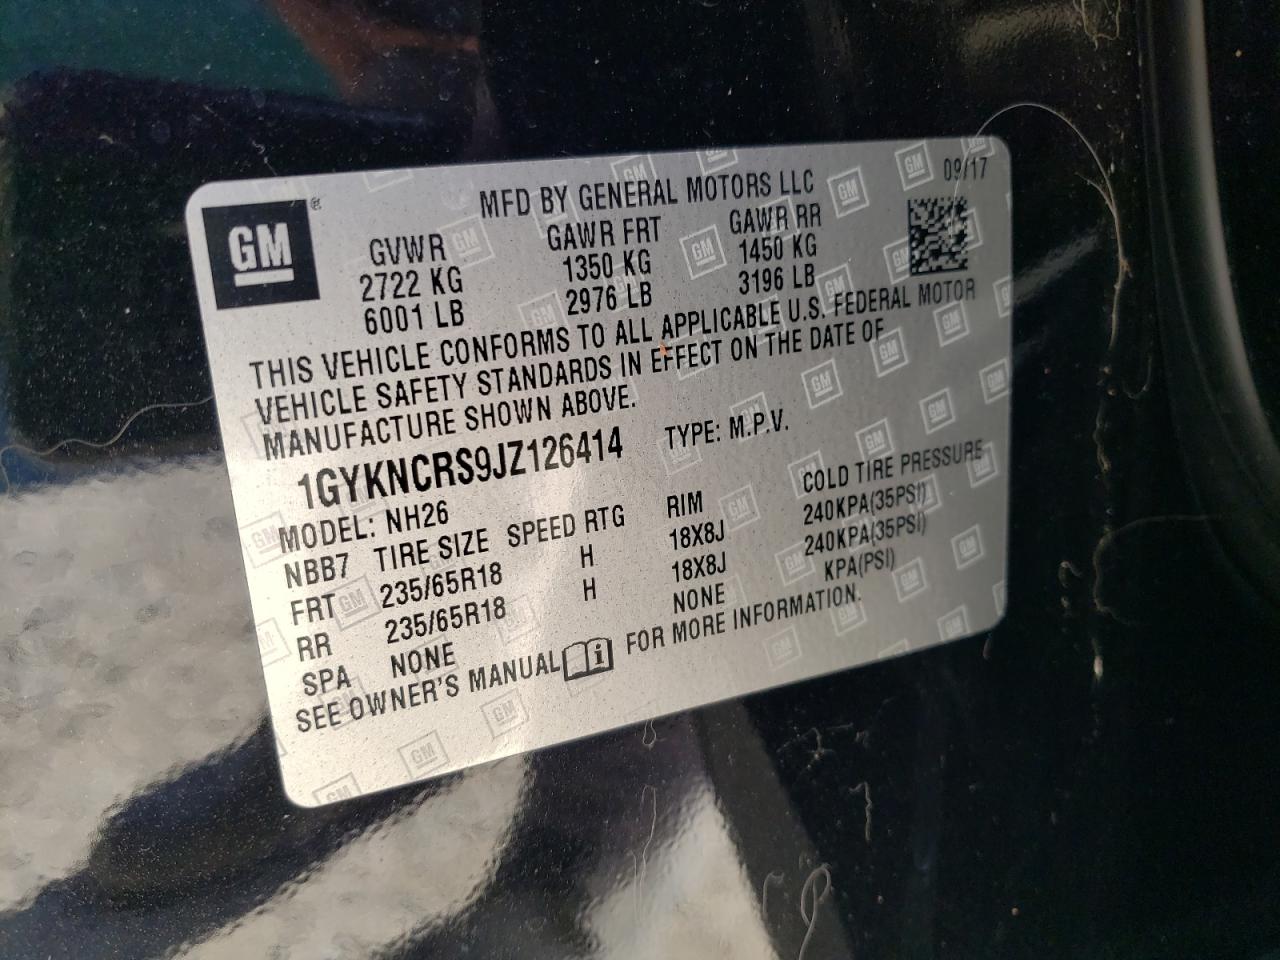 GM ®
MFD BY GENERAL MOTORS LLC
09/17
GVWR GAWR FRT GAWR RR
2722 KG 1350 KG 1450 KG
6001 LB 2976 LB 3196 LB
THIS VEHICLE CONFORMS TO ALL APPLICABLE U.S. FEDERAL MOTOR
VEHICLE SAFETY STANDARDS IN EFFECT ON THE DATE OF
MANUFACTURE SHOWN ABOVE.
1GYKNCRS9JZ126414 TYPE: M.P.V.
MODEL: NH26
NBB7 TIRE SIZE SPEED RTG RIM COLD TIRE PRESSURE
FRT 235/65R18 H 18X8J 240KPA(35PSI)
RR 235/65R18 H 18X8J 240KPA(35PSI)
SPA NONE NONE KPA(PSI)
SEE OWNER'S MANUAL i FOR MORE INFORMATION.